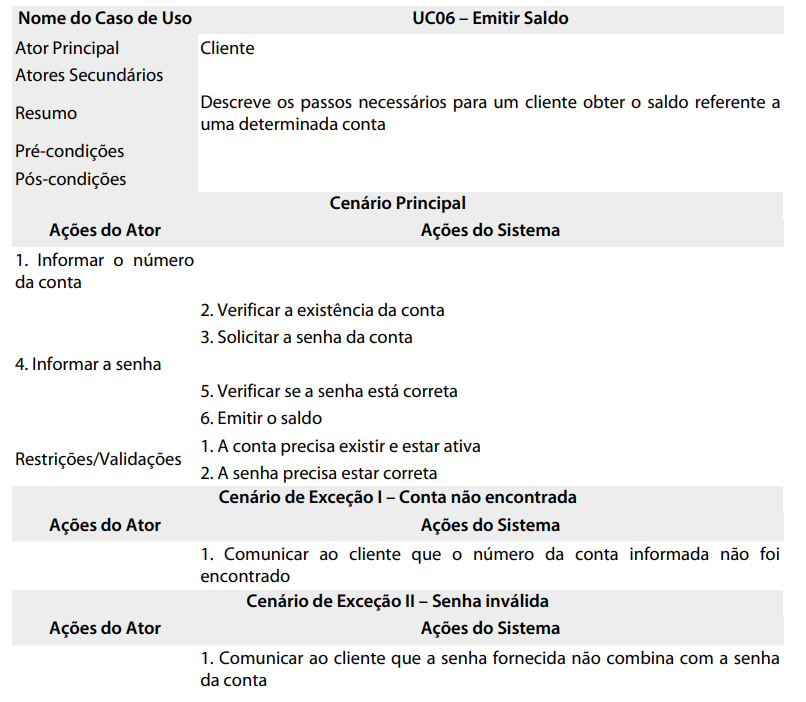 Nome do Caso de Uso UC06 – Emitir Saldo
Ator Principal Cliente
Atores Secundários
Resumo Descreve os passos necessários para um cliente obter o saldo referente a
uma determinada conta
Pré-condições
Pós-condições
Cenário Principal
Ações do Ator Ações do Sistema
1. Informar o número
da conta
2. Verificar a existência da conta
3. Solicitar a senha da conta
4. Informar a senha
5. Verificar se a senha está correta
6. Emitir o saldo
Restrições/Validações 1. A conta precisa existir e estar ativa
2. A senha precisa estar correta
Cenário de Exceção I – Conta não encontrada
Ações do Ator Ações do Sistema
1. Comunicar ao cliente que o número da conta informada não foi
encontrado
Cenário de Exceção II – Senha inválida
Ações do Ator Ações do Sistema
1. Comunicar ao cliente que a senha fornecida não combina com a senha
da conta